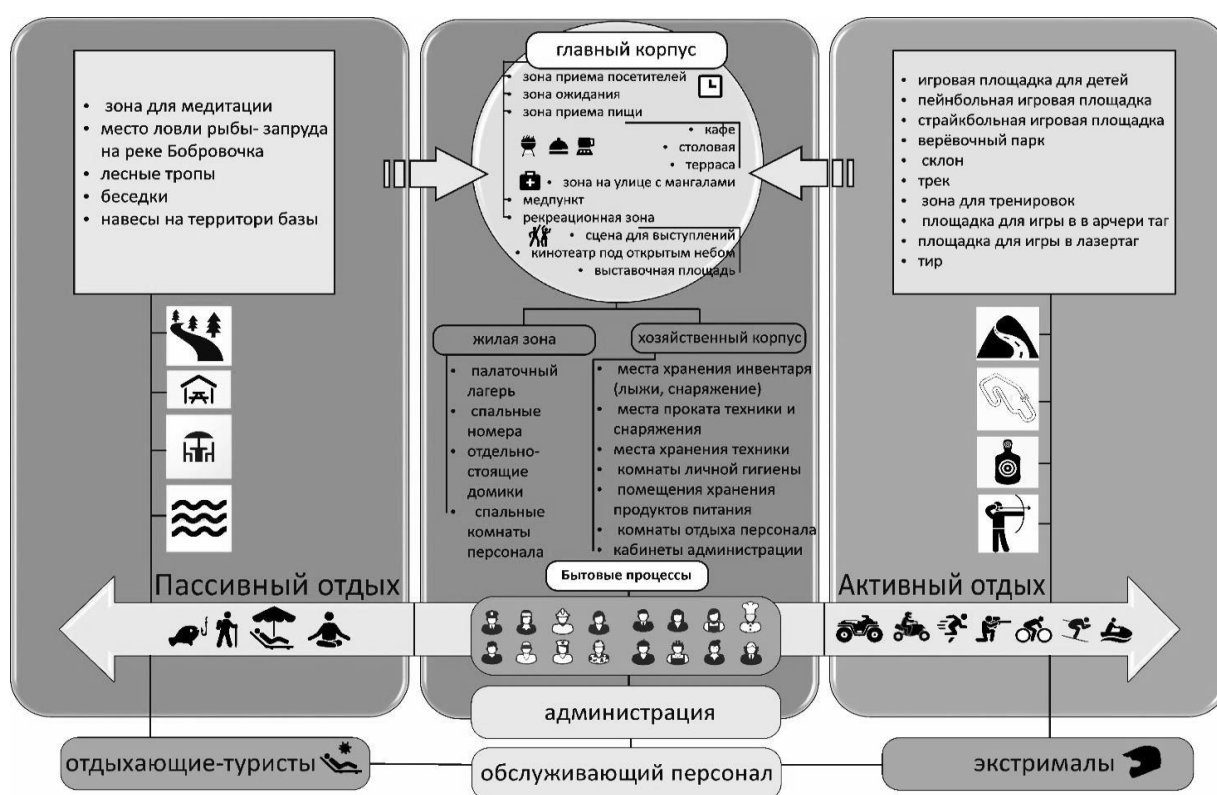 • зона для медитации
• место ловли рыбы- запруда
на реке Бобровочка
• лесные тропы
• беседки
• навесы на территори базы
главный корпус
• зона приема посетителей
• зона ожидания
• зона приема пищи
• кафе
• столовая
• терраса
• зона на улице с мангалами
• медпункт
• рекреационная зона
• сцена для выступлений
• кинотеатр под открытым небом
• выставочная площадь
• игровая площадка для детей
• пейнбольная игровая площадка
• страйкбольная игровая площадка
• верёвочный парк
• склон
• трек
• зона для тренировок
• площадка для игры в в арчери таг
• площадка для игры в лазертаг
• тир
жилая зона
• палаточный
лагерь
• спальные
номера
• отдельно-
стоящие
домики
• спальные
комнаты
персонала
хозяйственный корпус
• места хранения инвентаря
(лыжи, снаряжение)
• места проката техники и
снаряжения
• места хранения техники
• комнаты личной гигиены
• помещения хранения
продуктов питания
• комнаты отдыха персонала
• кабинеты администрации
Бытовые процессы
Пассивный отдых
Активный отдых
администрация
отдыхающие-туристы
обслуживающий персонал
экстрималы